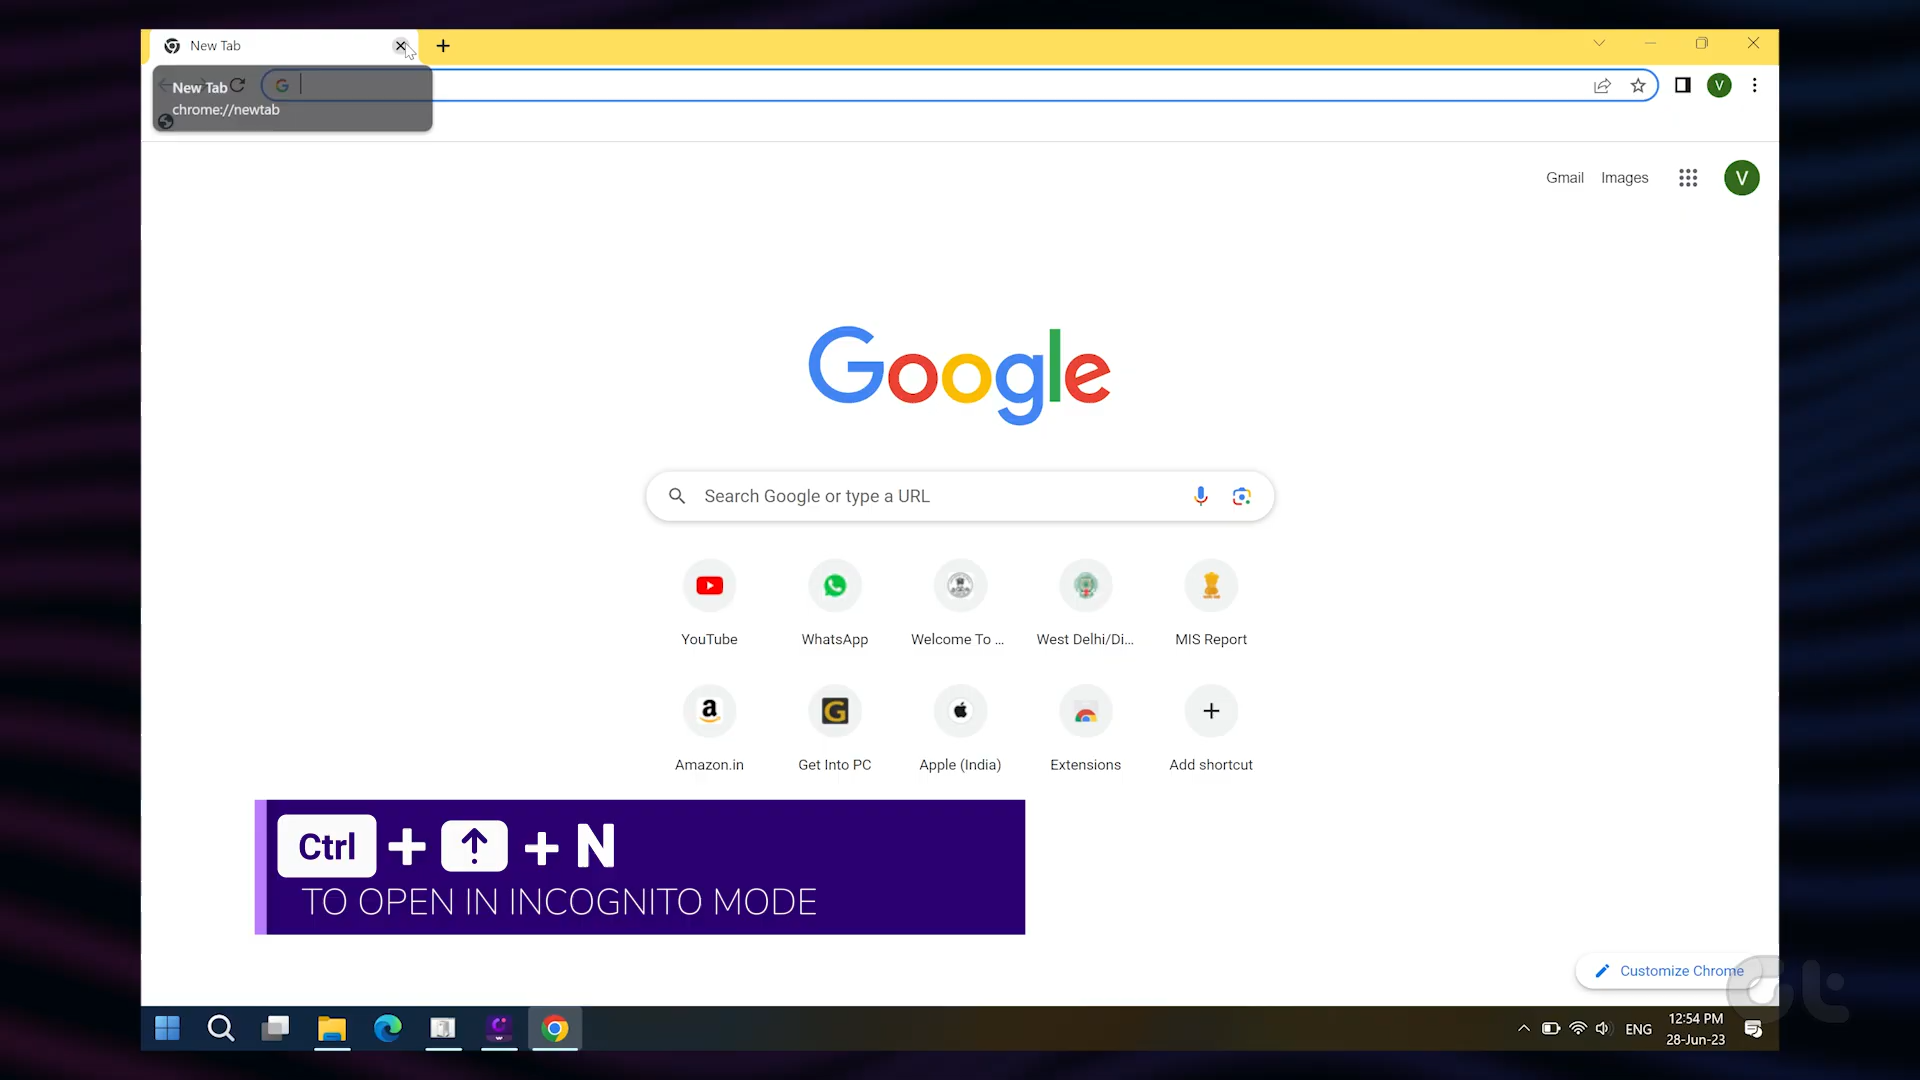 New Tab
New Tab
chrome://newtab
V
Gmail Images V
Google
Search Google or type a URL
YouTube WhatsApp Welcome To ... West Delhi/Di... MIS Report
Amazon.in Get Into PC Apple (India) Extensions Add shortcut
Ctrl + ↑ + N
TO OPEN IN INCOGNITO MODE
Customize Chrome
Gt
ENG 12:54 PM
28-Jun-23